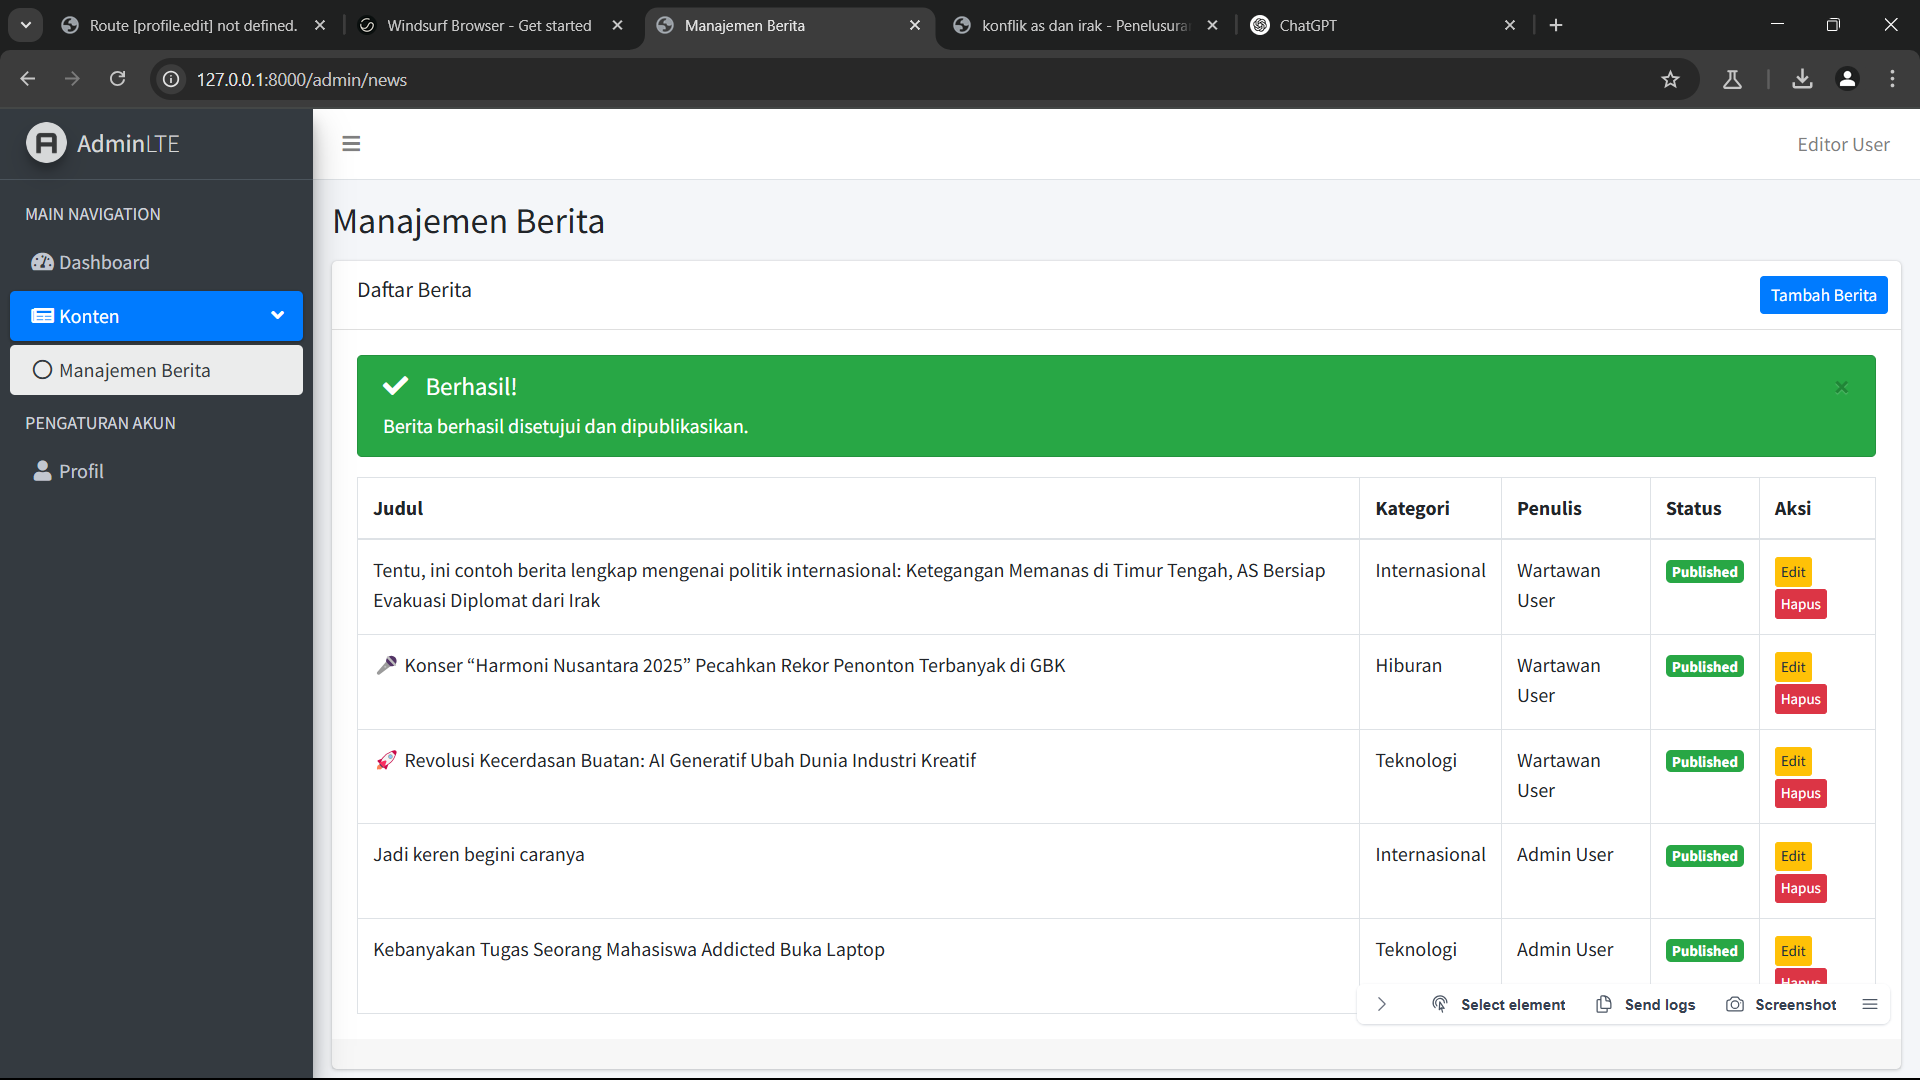 Route [profile.edit] not defined.
Windsurf Browser - Get started
Manajemen Berita
konflik as dan irak - Penelusura
ChatGPT
127.0.0.1:8000/admin/news
AdminLTE
Editor User
MAIN NAVIGATION
Dashboard
Konten
Manajemen Berita
PENGATURAN AKUN
Profil
Manajemen Berita
Daftar Berita
Tambah Berita
Berhasil!
Berita berhasil disetujui dan dipublikasikan.
Judul Kategori Penulis Status Aksi
Tentu, ini contoh berita lengkap mengenai politik internasional: Ketegangan Memanas di Timur Tengah, AS Bersiap
Evakuasi Diplomat dari Irak
Internasional
Wartawan
User
Published
Edit
Hapus
🎤 Konser “Harmoni Nusantara 2025” Pecahkan Rekor Penonton Terbanyak di GBK
Hiburan
Wartawan
User
Published
Edit
Hapus
🚀 Revolusi Kecerdasan Buatan: AI Generatif Ubah Dunia Industri Kreatif
Teknologi
Wartawan
User
Published
Edit
Hapus
Jadi keren begini caranya
Internasional
Admin User
Published
Edit
Hapus
Kebanyakan Tugas Seorang Mahasiswa Addicted Buka Laptop
Teknologi
Admin User
Published
Edit
Hapus
Select element
Send logs
Screenshot